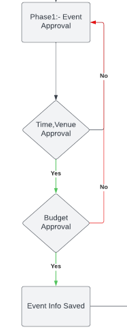 Phase1:- Event
Approval
No
Time,Venue
Approval
Yes
No
Budget
Approval
Yes
Event Info Saved